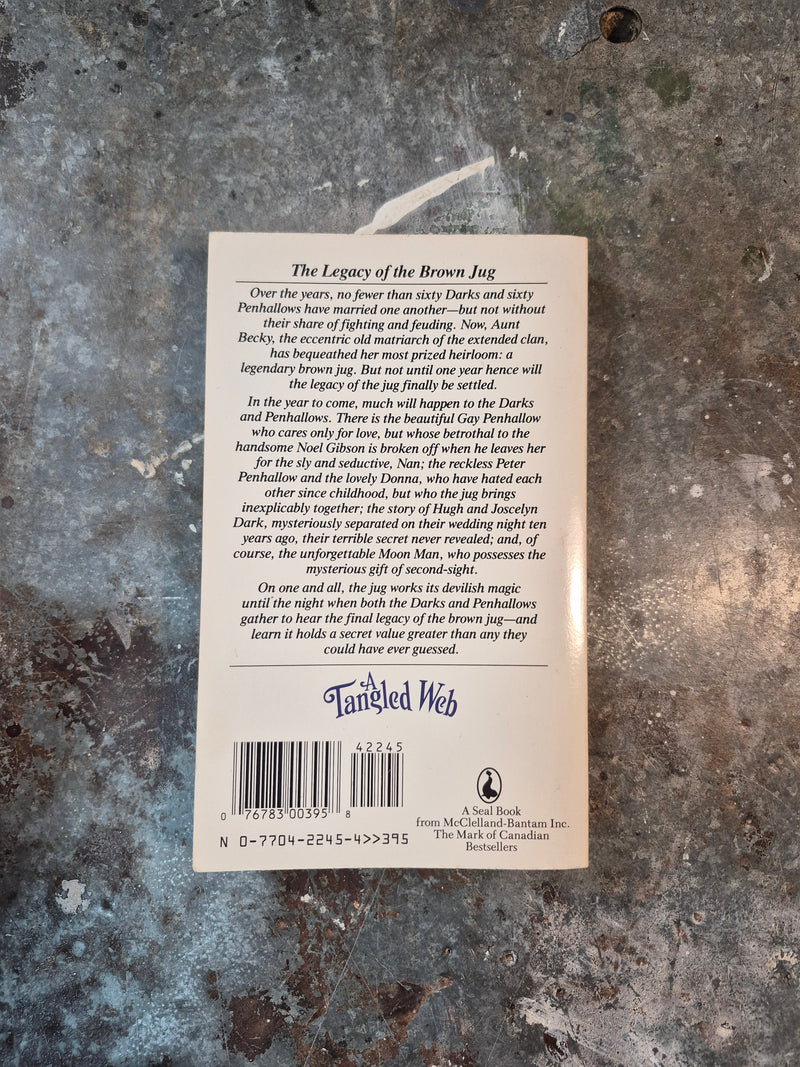 The Legacy of the Brown Jug
Over the years, no fewer than sixty Darks and sixty
Penhallows have married one another—but not without
their share of fighting and feuding. Now, Aunt
Becky, the eccentric old matriarch of the extended clan,
has bequeathed her most prized heirloom: a
legendary brown jug. But not until one year hence will
the legacy of the jug finally be settled.
In the year to come, much will happen to the Darks
and Penhallows. There is the beautiful Gay Penhallow
who cares only for love, but whose betrothal to the
handsome Noel Gibson is broken off when he leaves her
for the sly and seductive, Nan; the reckless Peter
Penhallow and the lovely Donna, who have hated each
other since childhood, but who the jug brings
inexplicably together; the story of Hugh and Joscelyn
Dark, mysteriously separated on their wedding night ten
years ago, their terrible secret never revealed; and, of
course, the unforgettable Moon Man, who possesses the
mysterious gift of second-sight.
On one and all, the jug works its devilish magic
until the night when both the Darks and Penhallows
gather to hear the final legacy of the brown jug—and
learn it holds a secret value greater than any they
could have ever guessed.
A
Tangled Web
42245
0 76783 00395 8
N 0-7704-2245-4>>395
A Seal Book
from McClelland-Bantam Inc.
The Mark of Canadian
Bestsellers